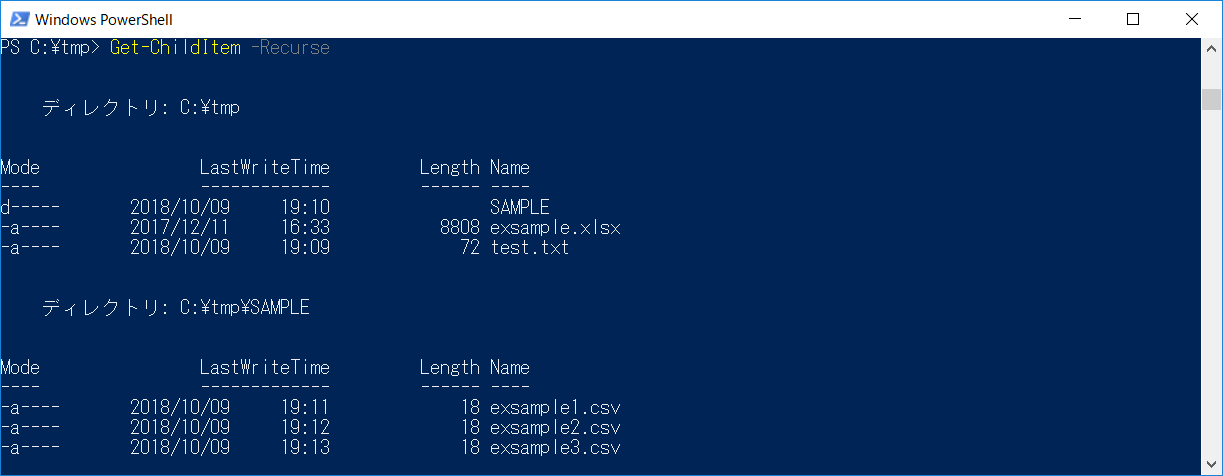 Windows PowerShell
PS C:¥tmp> Get-ChildItem -Recurse
ディレクトリ: C:¥tmp
Mode                LastWriteTime         Length Name
----                -------------         ------ ----
d-----       2018/10/09     19:10                SAMPLE
-a----       2017/12/11     16:33           8808 exsample.xlsx
-a----       2018/10/09     19:09             72 test.txt
ディレクトリ: C:¥tmp¥SAMPLE
Mode                LastWriteTime         Length Name
----                -------------         ------ ----
-a----       2018/10/09     19:11             18 exsample1.csv
-a----       2018/10/09     19:12             18 exsample2.csv
-a----       2018/10/09     19:13             18 exsample3.csv